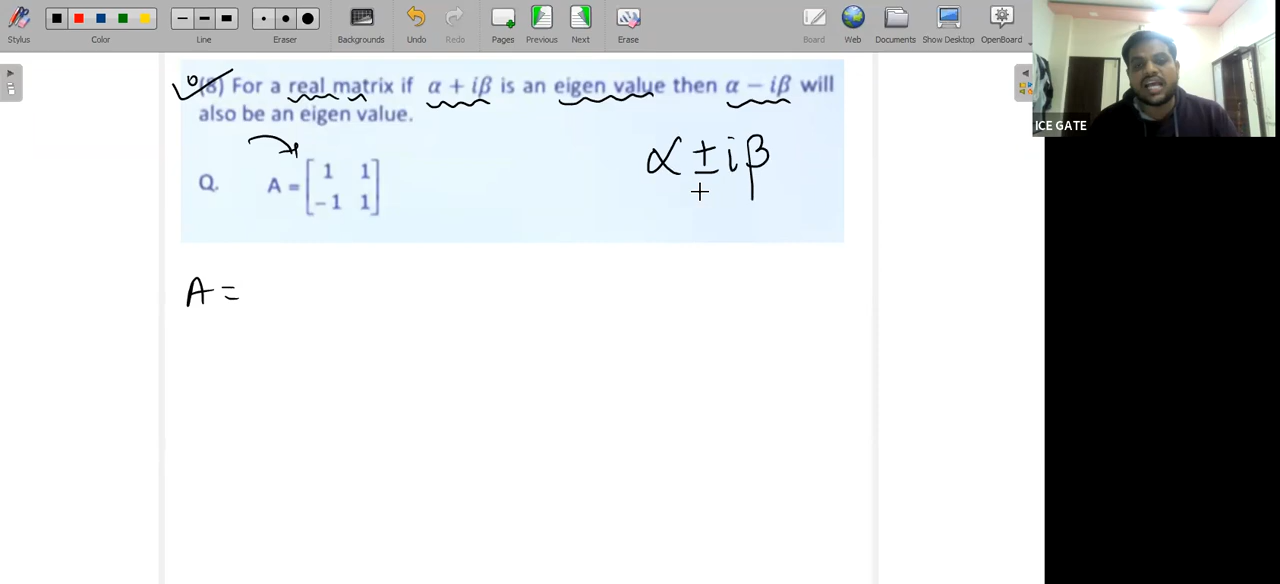 Stylus Color Line Eraser Backgrounds Undo Redo Pages Previous Next Erase Board Web Documents Show Desktop OpenBoard
(8) For a real matrix if α + iβ is an eigen value then α − iβ will
also be an eigen value.
α ± iβ
Q. A = [ 1 1
−1 1 ]
A =
ICE GATE